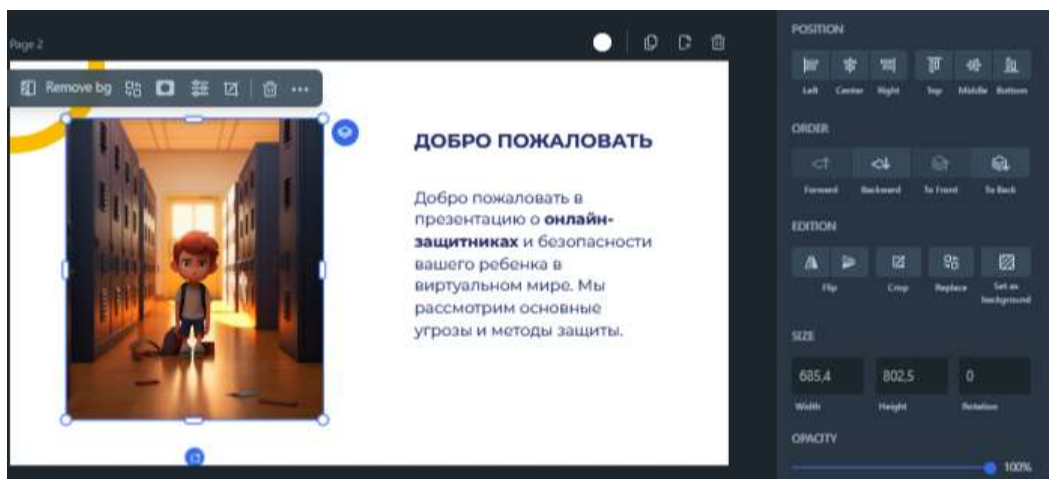 Page 2
Remove bg
ДОБРО ПОЖАЛОВАТЬ
Добро пожаловать в
презентацию о онлайн-
защитниках и безопасности
вашего ребенка в
виртуальном мире. Мы
рассмотрим основные
угрозы и методы защиты.
POSITION
Left Center Right Top Middle Bottom
ORDER
Forward Backward To Front To Back
EDITION
Flip Crop Replace Set as
background
SIZE
685,4 802,5 0
Width Height Rotation
OPACITY
100%